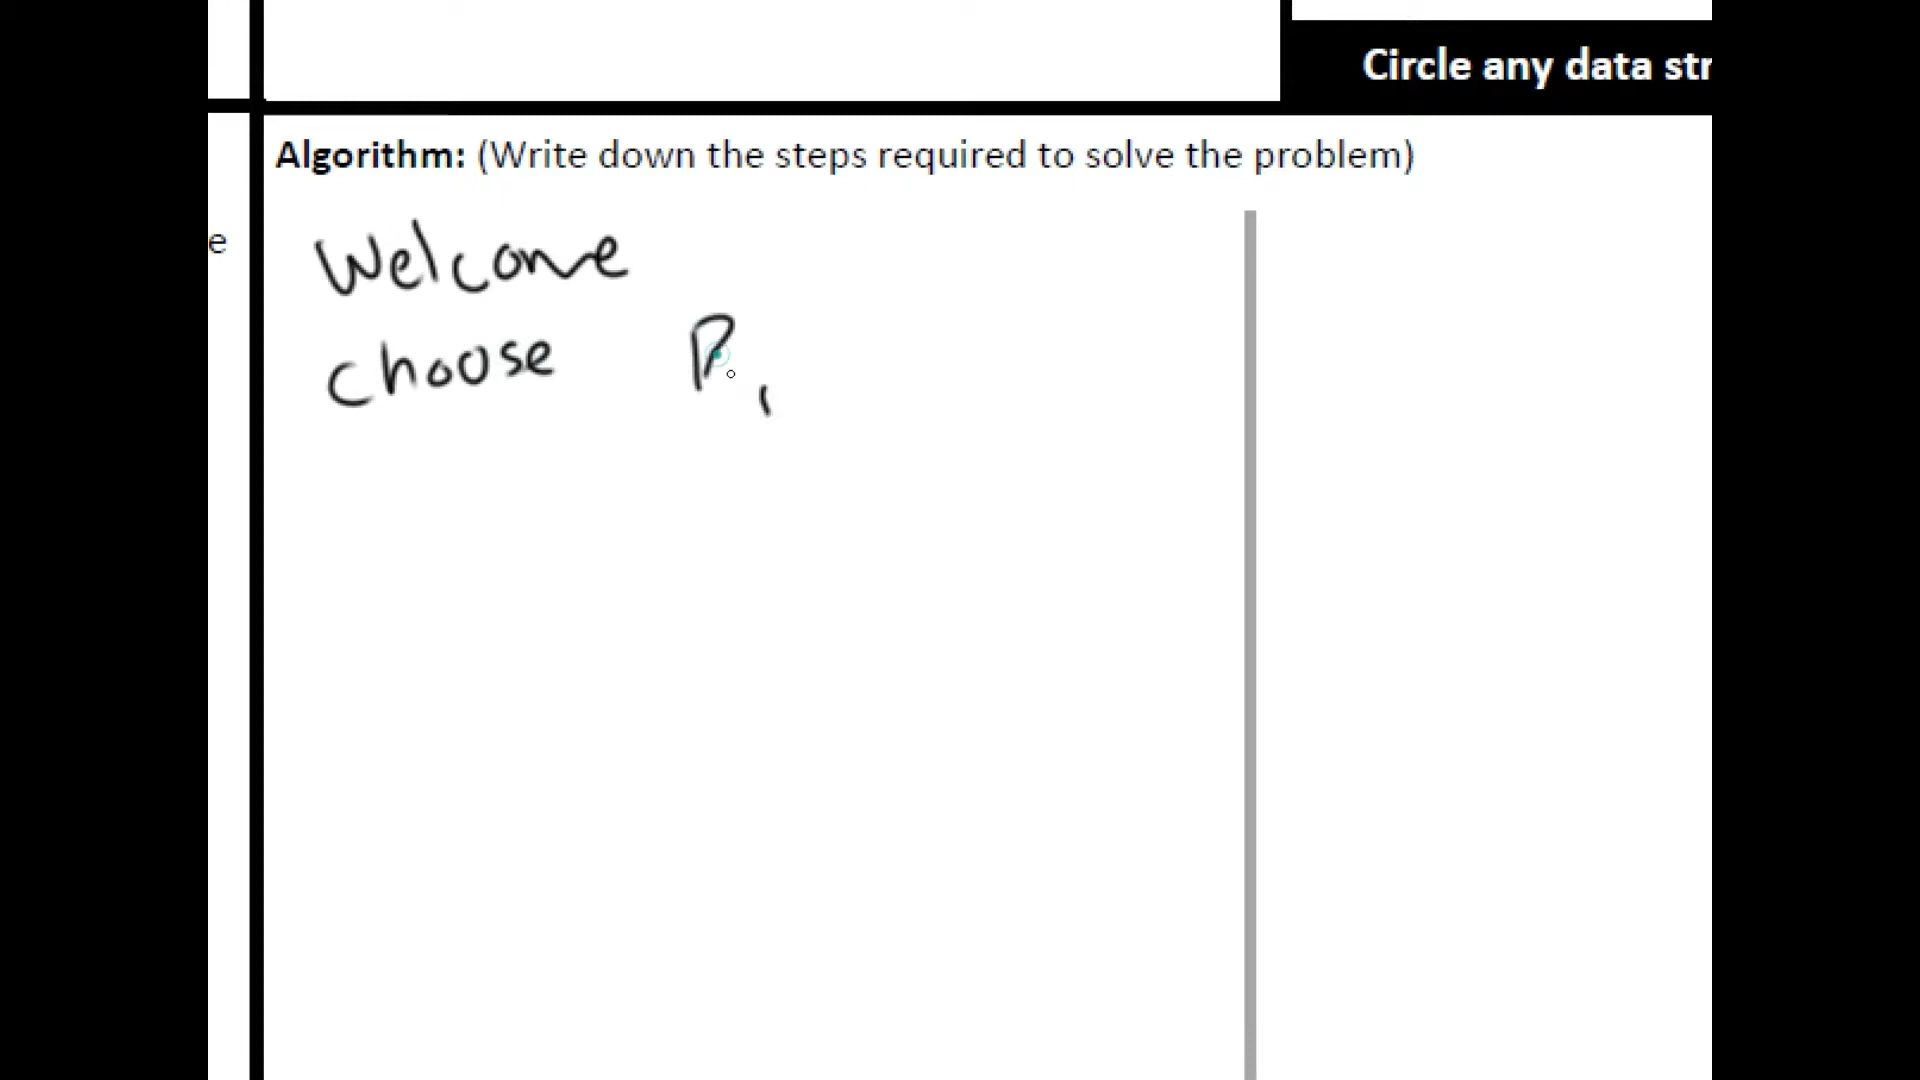 Circle any data str
Algorithm: (Write down the steps required to solve the problem)
e
Welcome
choose P,